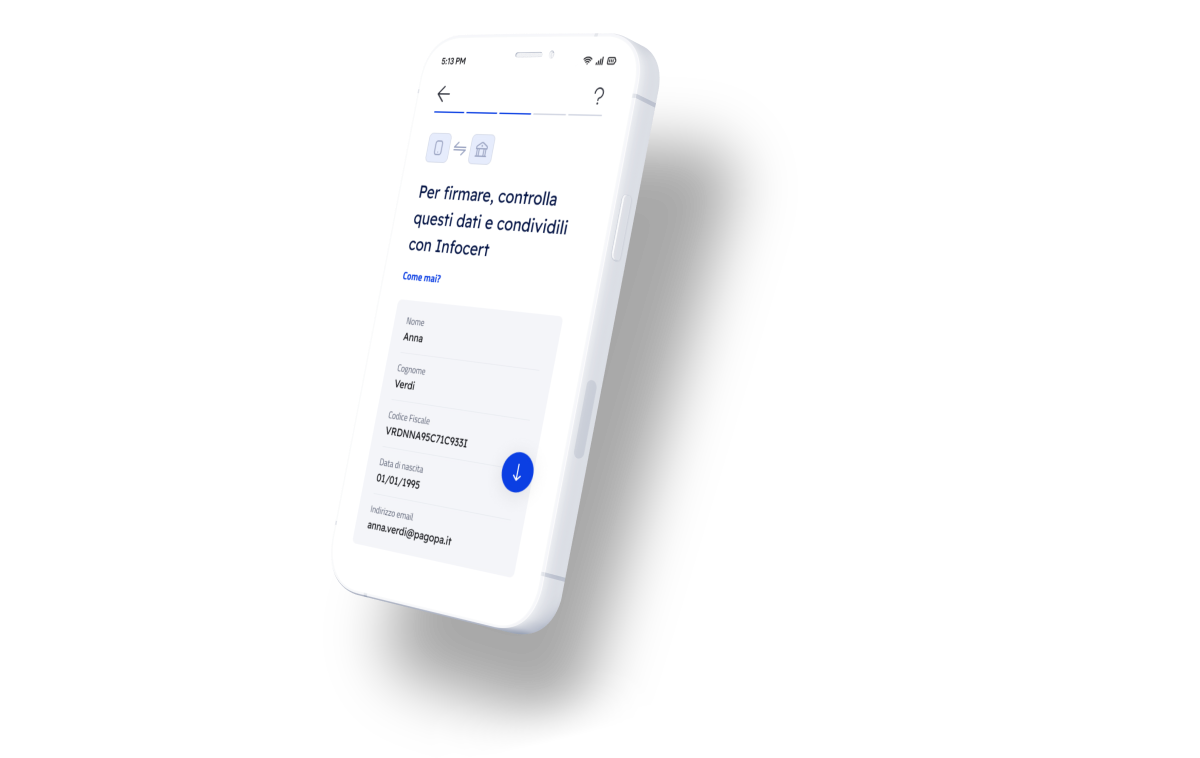 5:13 PM
Per firmare, controlla
questi dati e condividili
con Infocert
Come mai?
Nome
Anna
Cognome
Verdi
Codice Fiscale
VRDNNA95C71C933I
Data di nascita
01/01/1995
Indirizzo email
anna.verdi@pagopa.it